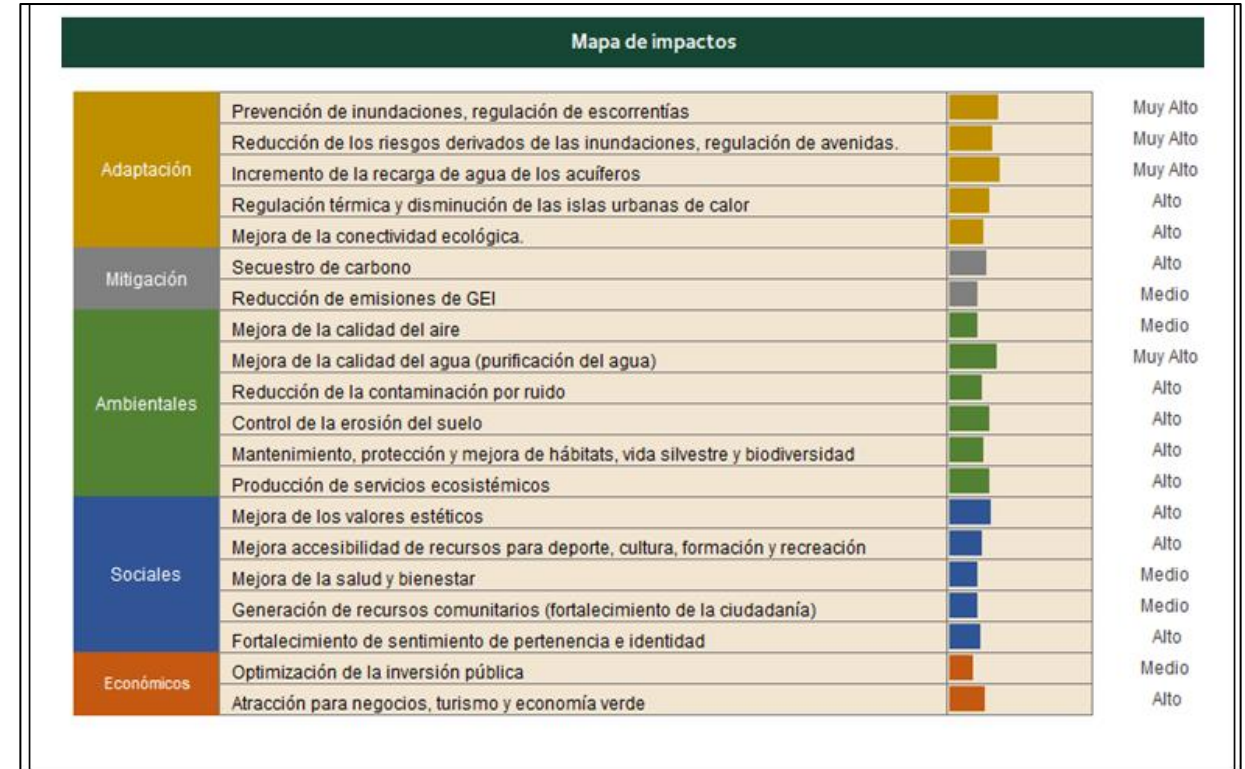 Mapa de impactos
Adaptación
Prevención de inundaciones, regulación de escorrentías Muy Alto
Reducción de los riesgos derivados de las inundaciones, regulación de avenidas. Muy Alto
Incremento de la recarga de agua de los acuíferos Muy Alto
Regulación térmica y disminución de las islas urbanas de calor Alto
Mejora de la conectividad ecológica. Alto
Mitigación
Secuestro de carbono Alto
Reducción de emisiones de GEI Medio
Ambientales
Mejora de la calidad del aire Medio
Mejora de la calidad del agua (purificación del agua) Muy Alto
Reducción de la contaminación por ruido Alto
Control de la erosión del suelo Alto
Mantenimiento, protección y mejora de hábitats, vida silvestre y biodiversidad Alto
Producción de servicios ecosistémicos Alto
Sociales
Mejora de los valores estéticos Alto
Mejora accesibilidad de recursos para deporte, cultura, formación y recreación Alto
Mejora de la salud y bienestar Medio
Generación de recursos comunitarios (fortalecimiento de la ciudadanía) Medio
Fortalecimiento de sentimiento de pertenencia e identidad Alto
Económicos
Optimización de la inversión pública Medio
Atracción para negocios, turismo y economía verde Alto